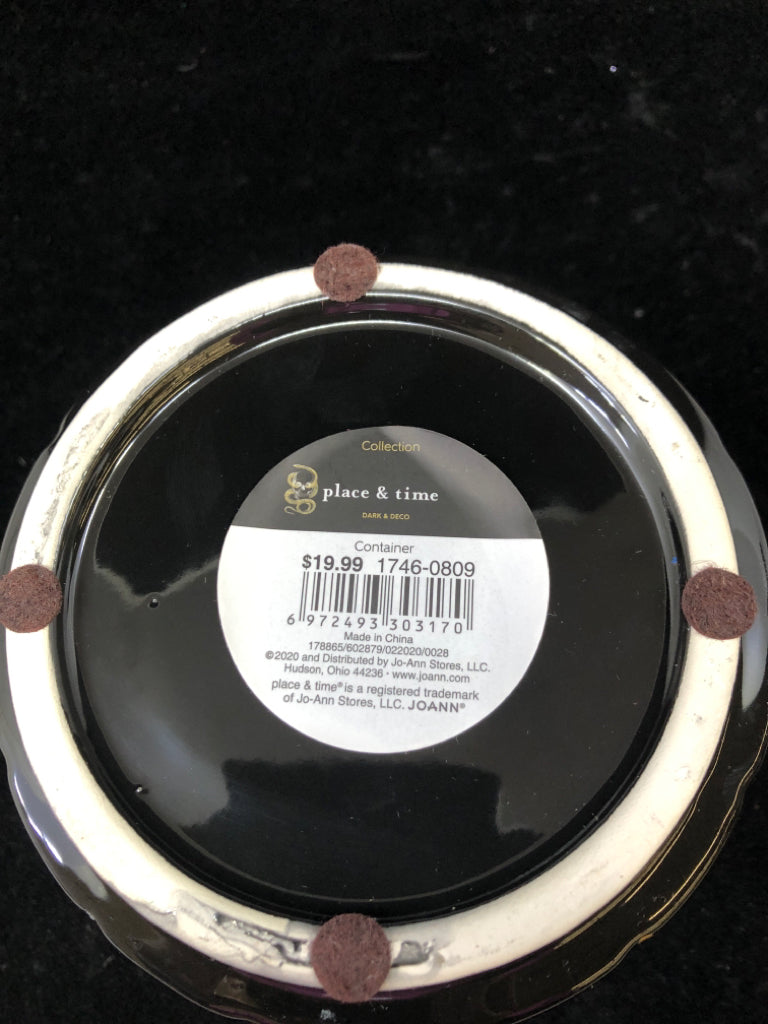 Collection
place & time
DARK & DECO
Container
$19.99 1746-0809
6 972493 303170
Made in China
178865/602879/022020/0028
©2020 and Distributed by Jo-Ann Stores, LLC.
Hudson, Ohio 44236 · www.joann.com
place & time® is a registered trademark
of Jo-Ann Stores, LLC. JOANN®